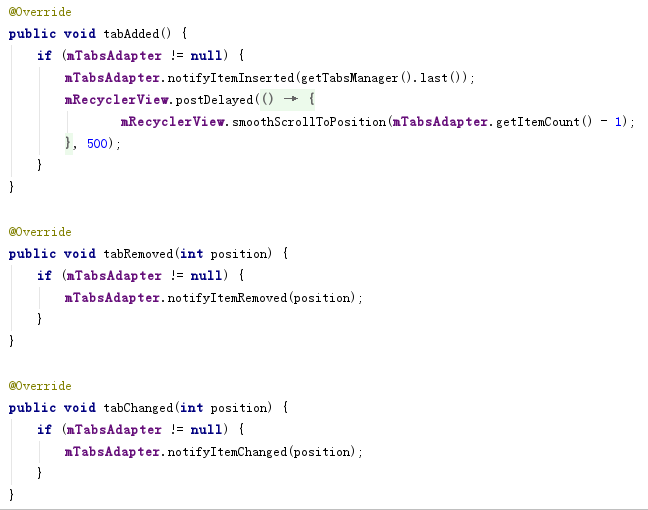 @Override
public void tabAdded() {
    if (mTabsAdapter != null) {
        mTabsAdapter.notifyItemInserted(getTabsManager().last());
        mRecyclerView.postDelayed(() → {
                mRecyclerView.smoothScrollToPosition(mTabsAdapter.getItemCount() - 1);
        }, 500);
    }
}

@Override
public void tabRemoved(int position) {
    if (mTabsAdapter != null) {
        mTabsAdapter.notifyItemRemoved(position);
    }
}

@Override
public void tabChanged(int position) {
    if (mTabsAdapter != null) {
        mTabsAdapter.notifyItemChanged(position);
    }
}